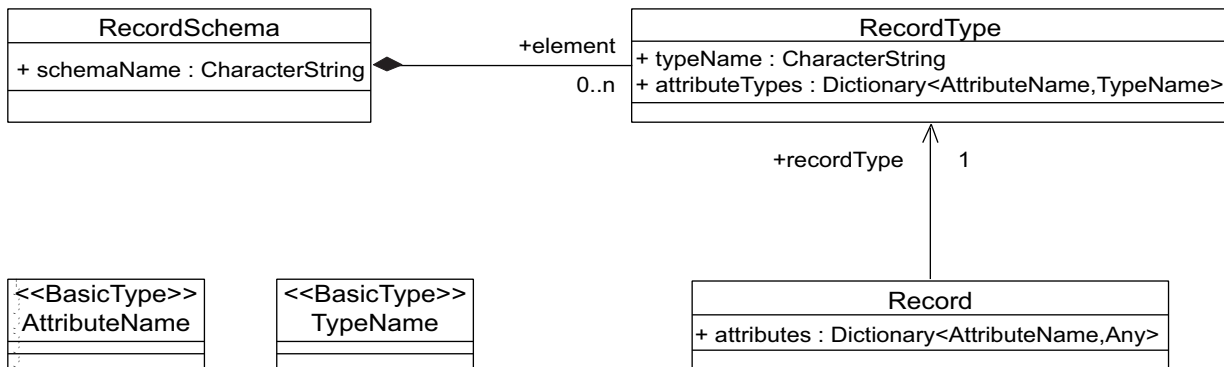 RecordSchema
+ schemaName : CharacterString
+element
0..n
RecordType
+ typeName : CharacterString
+ attributeTypes : Dictionary<AttributeName,TypeName>
+recordType 1
<<BasicType>>
AttributeName
<<BasicType>>
TypeName
Record
+ attributes : Dictionary<AttributeName,Any>